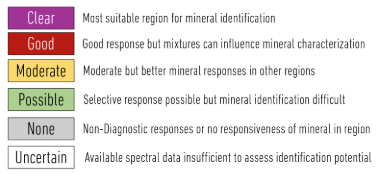 Clear Most suitable region for mineral identification
Good Good response but mixtures can influence mineral characterization
Moderate Moderate but better mineral responses in other regions
Possible Selective response possible but mineral identification difficult
None Non-Diagnostic responses or no responsiveness of mineral in region
Uncertain Available spectral data insufficient to assess identification potential